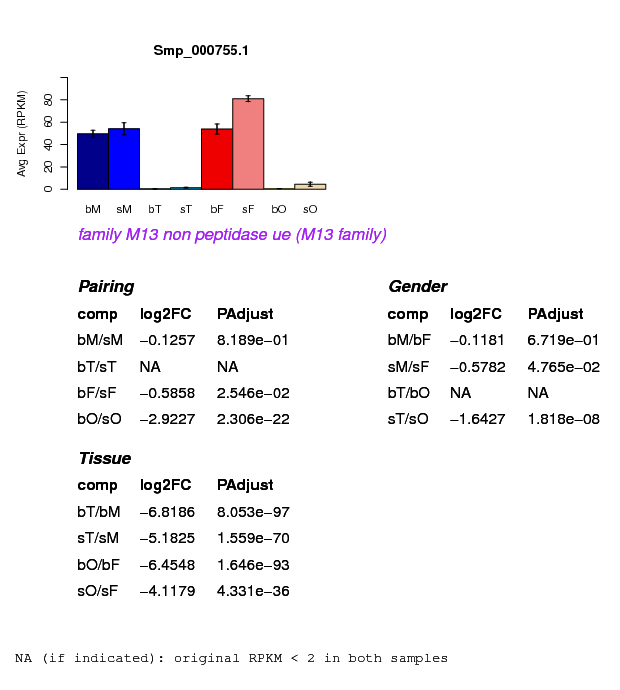 Smp_000755.1
Avg Expr (RPKM)
0 20 40 60 80
bM sM bT sT bF sF bO sO
family M13 non peptidase ue (M13 family)
Pairing
comp log2FC PAdjust
bM/sM −0.1257 8.189e−01
bT/sT NA NA
bF/sF −0.5858 2.546e−02
bO/sO −2.9227 2.306e−22
Gender
comp log2FC PAdjust
bM/bF −0.1181 6.719e−01
sM/sF −0.5782 4.765e−02
bT/bO NA NA
sT/sO −1.6427 1.818e−08
Tissue
comp log2FC PAdjust
bT/bM −6.8186 8.053e−97
sT/sM −5.1825 1.559e−70
bO/bF −6.4548 1.646e−93
sO/sF −4.1179 4.331e−36
NA (if indicated): original RPKM < 2 in both samples